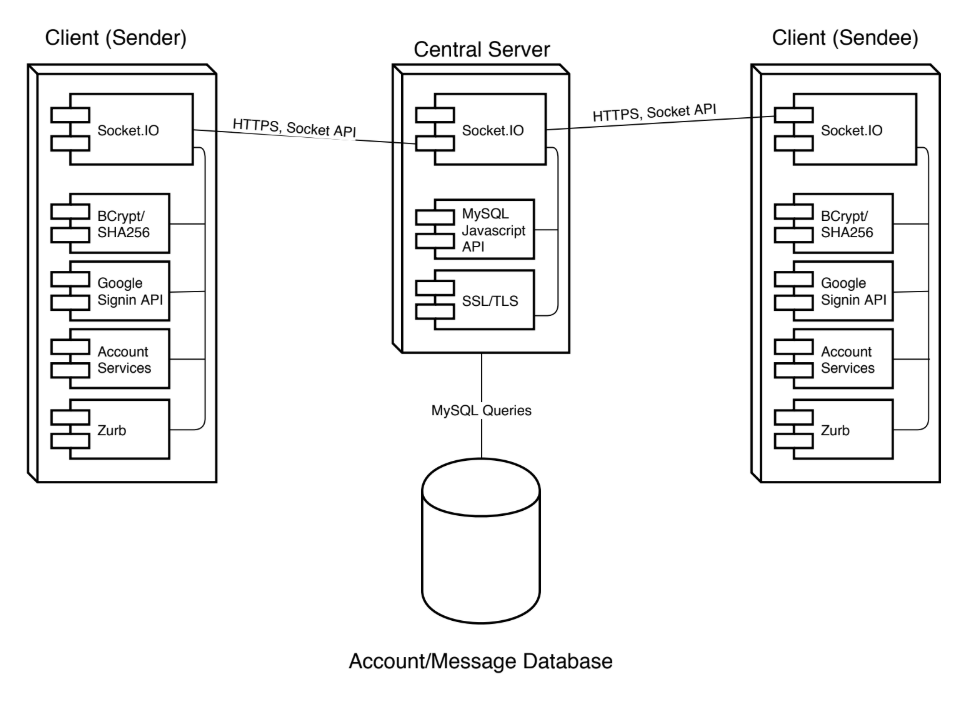 Client (Sender)
Central Server
Client (Sendee)
Socket.IO
HTTPS, Socket API
Socket.IO
HTTPS, Socket API
Socket.IO
BCrypt/
SHA256
Google
Signin API
Account
Services
Zurb
MySQL
Javascript
API
SSL/TLS
BCrypt/
SHA256
Google
Signin API
Account
Services
Zurb
MySQL Queries
Account/Message Database